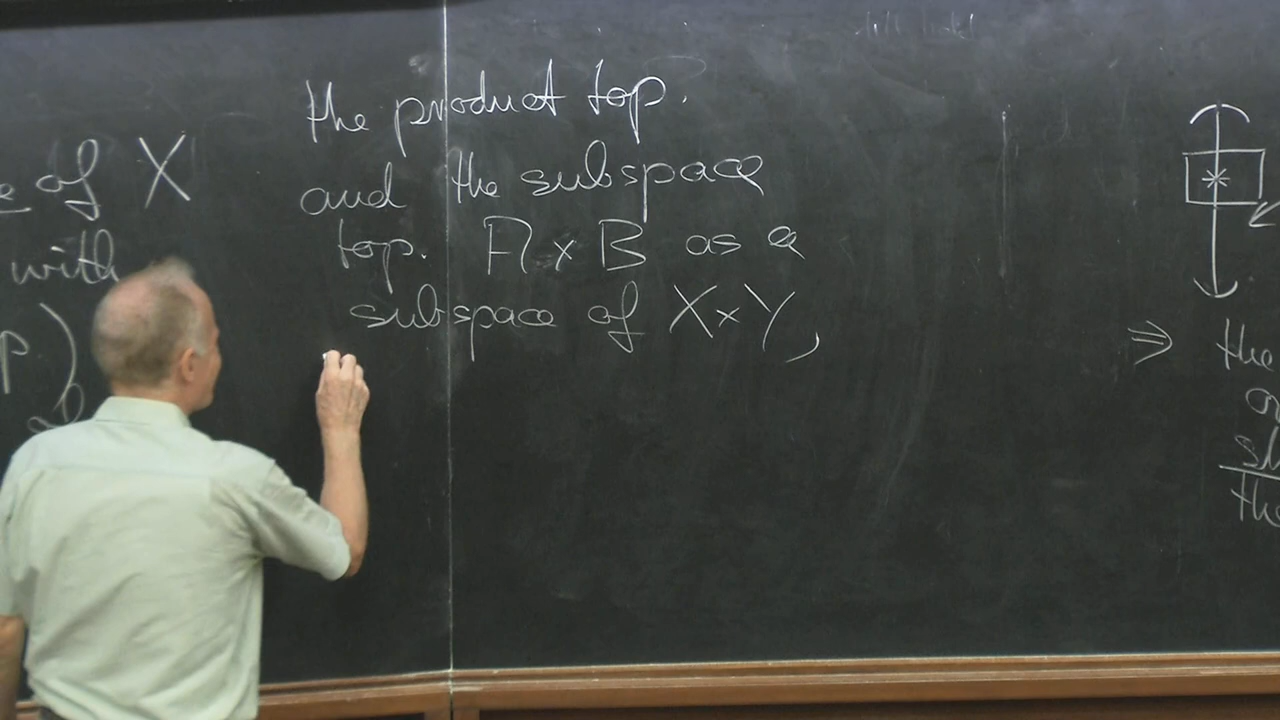 of X
with
the product top.
and the subspace
top. A x B as a
subspace of X x Y,
⇒ the